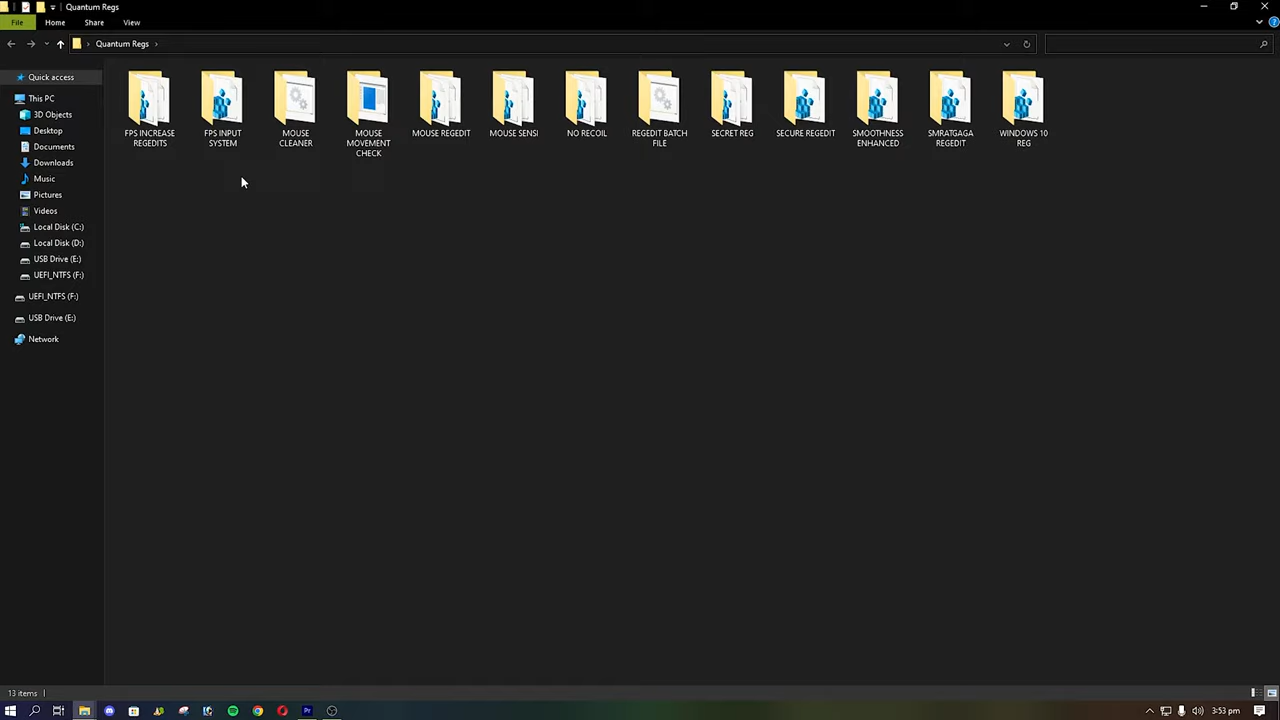 Quantum Regs
File
Home
Share
View
Quantum Regs
Quick access
This PC
3D Objects
Desktop
Documents
Downloads
Music
Pictures
Videos
Local Disk (C:)
Local Disk (D:)
USB Drive (E:)
UEFI_NTFS (F:)
UEFI_NTFS (F:)
USB Drive (E:)
Network
FPS INCREASE
REGEDITS
FPS INPUT
SYSTEM
MOUSE
CLEANER
MOUSE
MOVEMENT
CHECK
MOUSE REGEDIT
MOUSE SENSI
NO RECOIL
REGEDIT BATCH
FILE
SECRET REG
SECURE REGEDIT
SMOOTHNESS
ENHANCED
SMRATGAGA
REGEDIT
WINDOWS 10
REG
13 items
Pr
3:53 pm